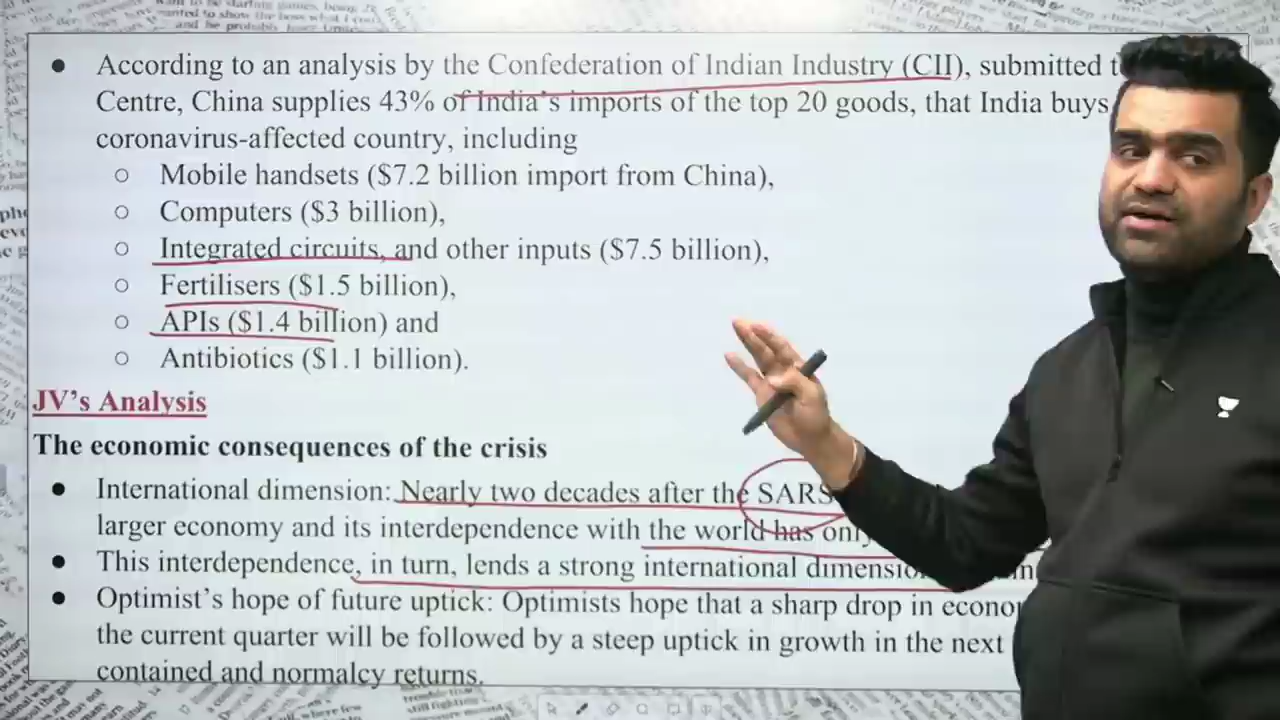 According to an analysis by the Confederation of Indian Industry (CII), submitted
Centre, China supplies 43% of India's imports of the top 20 goods, that India buys
coronavirus-affected country, including
Mobile handsets ($7.2 billion import from China),
Computers ($3 billion),
Integrated circuits, and other inputs ($7.5 billion),
Fertilisers ($1.5 billion),
APIs ($1.4 billion) and
Antibiotics ($1.1 billion).
JV's Analysis
The economic consequences of the crisis
International dimension: Nearly two decades after the SARS
larger economy and its interdependence with the world has only
This interdependence, in turn, lends a strong international
Optimist's hope of future uptick: Optimists hope that a sharp drop in
the current quarter will be followed by a steep uptick in growth in the next
contained and normalcy returns.